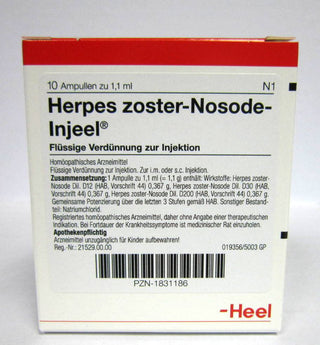 10 Ampullen zu 1,1 ml N1
Herpes zoster-Nosode-
Injeel®
Flüssige Verdünnung zur Injektion
Homöopathisches Arzneimittel
Flüssige Verdünnung zur Injektion. Zur i.m. oder s.c. Injektion.
Zusammensetzung: 1 Ampulle zu 1,1 ml (= 1,1 g) enthält: Wirkstoffe: Herpes zoster-
Nosode Dil. D12 (HAB, Vorschrift 44) 0,367 g, Herpes zoster-Nosode Dil. D30 (HAB,
Vorschrift 44) 0,367 g, Herpes zoster-Nosode Dil. D200 (HAB, Vorschrift 44) 0,367 g.
Gemeinsame Potenzierung über die letzten 3 Stufen gemäß HAB. Sonstiger Bestand-
teil: Natriumchlorid.
Registriertes homöopathisches Arzneimittel, daher ohne Angabe einer therapeutischen
Indikation. Bei Fortdauer der Krankheitssymptome ist medizinischer Rat einzuholen.
Apothekenpflichtig
Arzneimittel unzugänglich für Kinder aufbewahren!
Reg.-Nr.: 21529.00.00 019356/5003 GP
PZN-1831186
-Heel